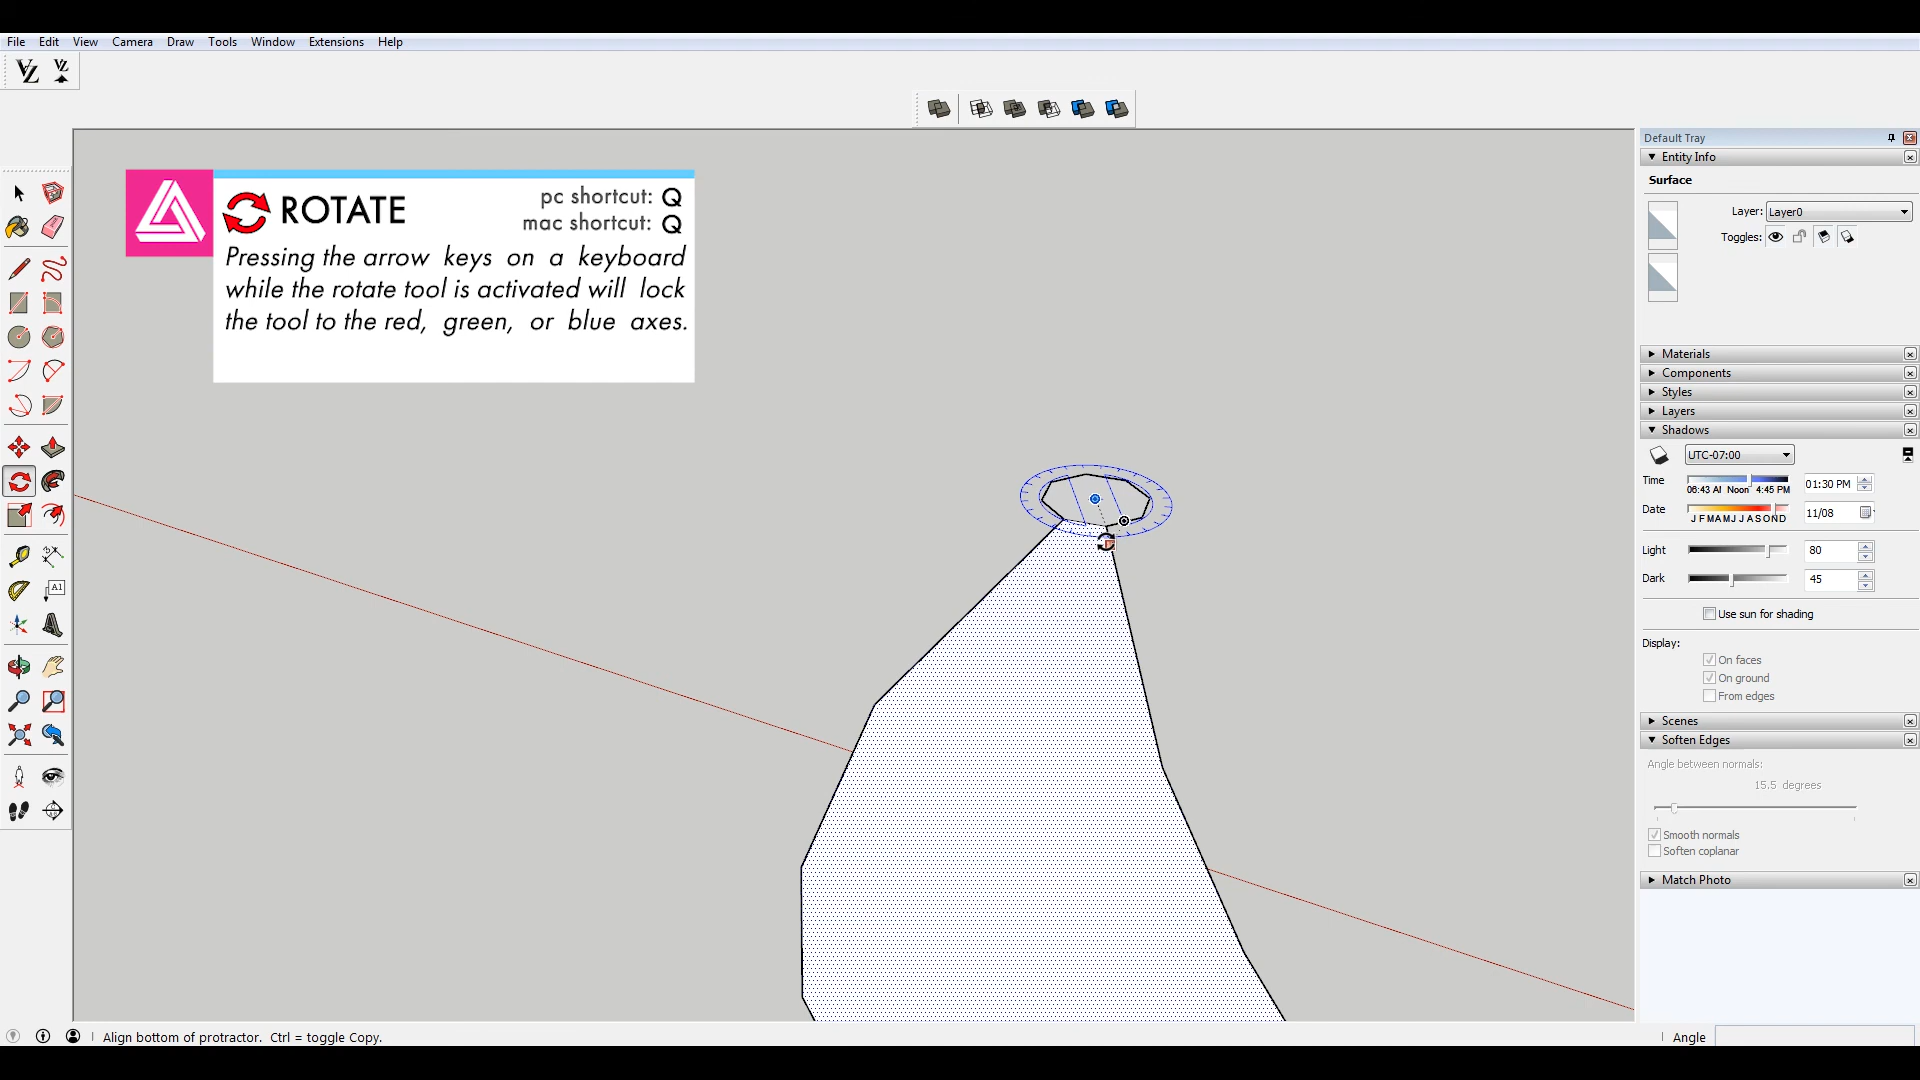 File Edit View Camera Draw Tools Window Extensions Help
Default Tray
Entity Info
Surface
Layer: Layer0
Toggles:
ROTATE
pc shortcut: Q
mac shortcut: Q
Pressing the arrow keys on a keyboard
while the rotate tool is activated will lock
the tool to the red, green, or blue axes.
A1
Materials
Components
Styles
Layers
Shadows
UTC-07:00
Time 06:43 AI Noon 4:45 PM 01:30 PM
Date J F M A M J J A S O N D 11/08
Light 80
Dark 45
Use sun for shading
Display:
On faces
On ground
From edges
Scenes
Soften Edges
Angle between normals:
15.5 degrees
Smooth normals
Soften coplanar
Match Photo
Align bottom of protractor. Ctrl = toggle Copy.
Angle